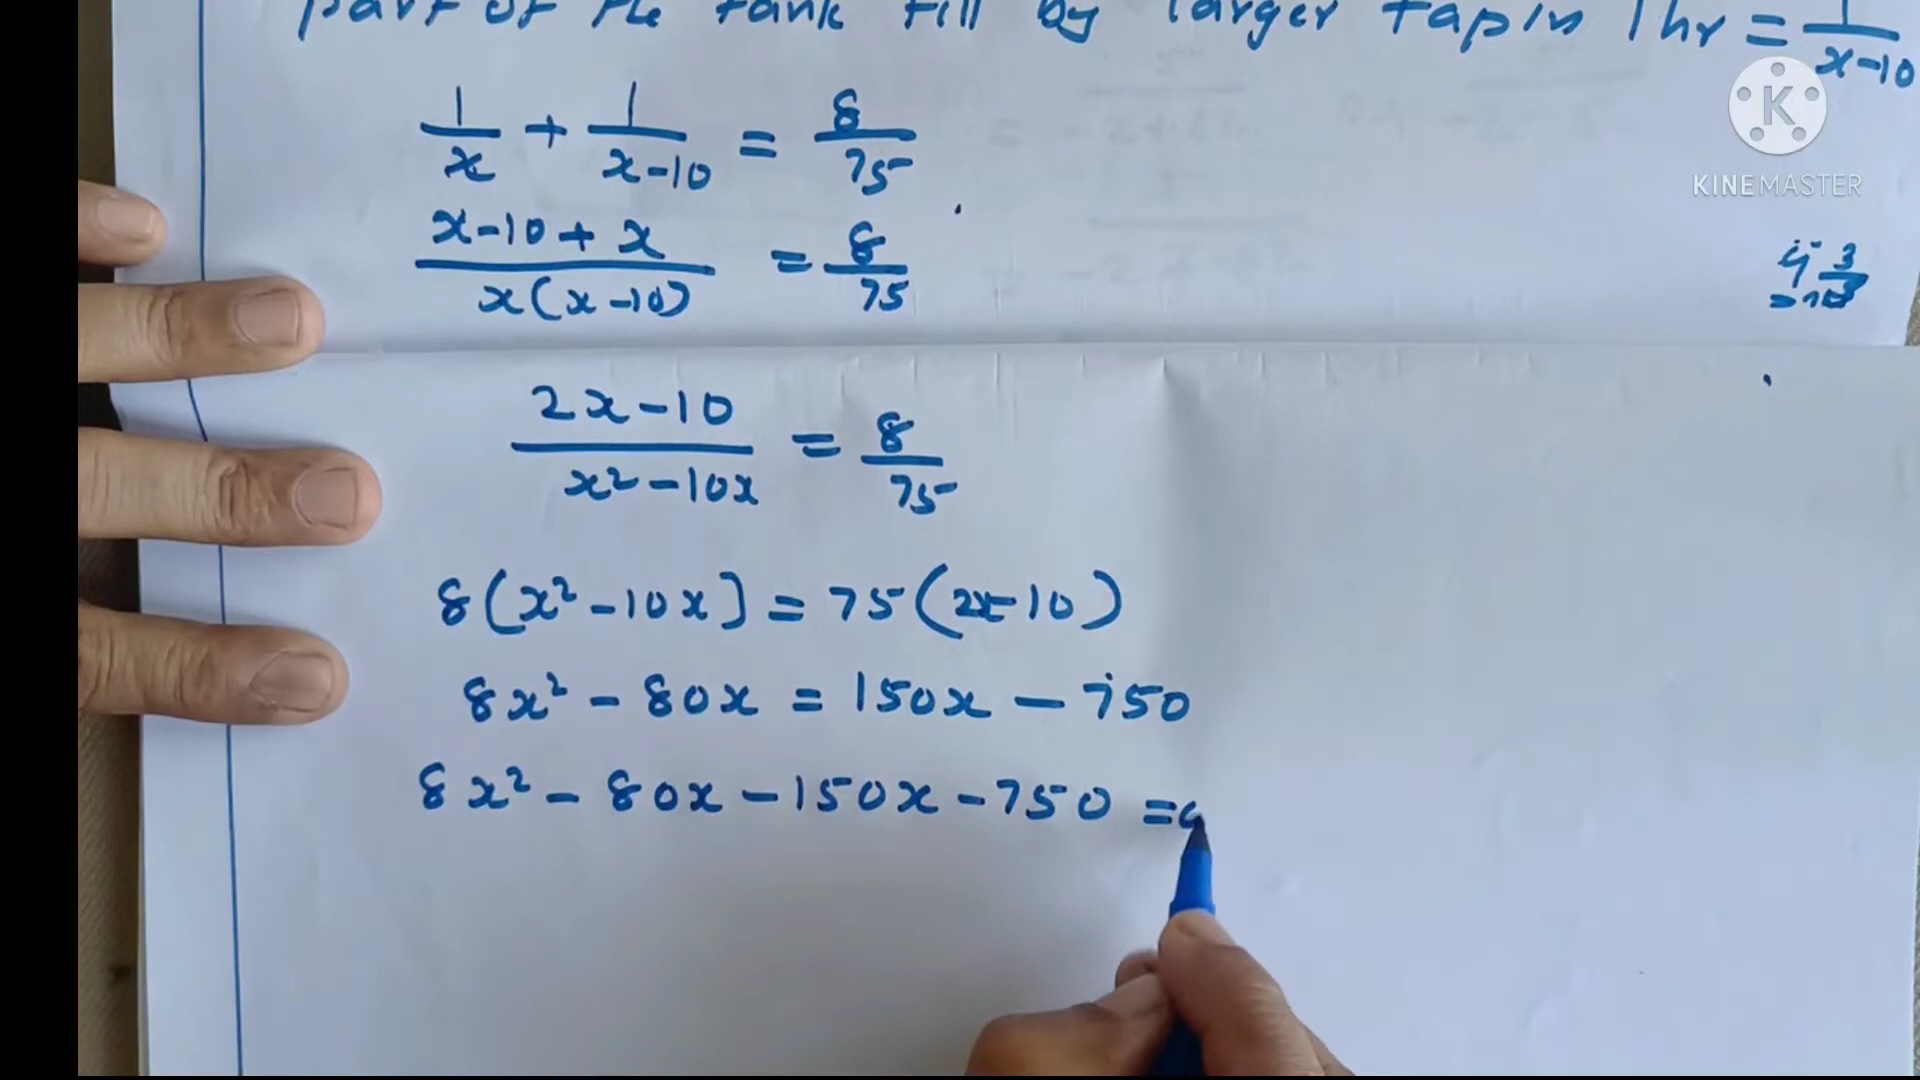 part of the tank fill by larger tap in 1hr = 1/(x-10)
1/x + 1/(x-10) = 8/75
K
KINEMASTER
(x-10+x)/(x(x-10)) = 8/75
(2x-10)/(x²-10x) = 8/75
8(x²-10x) = 75(2x-10)
8x² - 80x = 150x - 750
8x² - 80x - 150x - 750 =